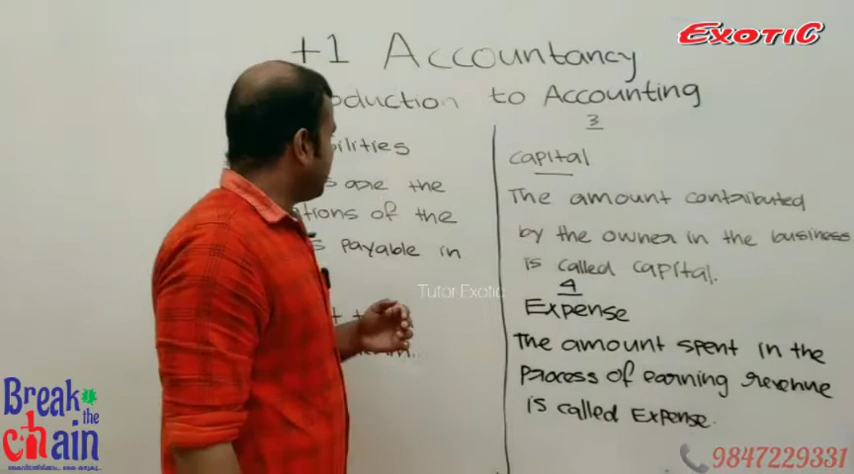 +1 Accountancy
Exotic
oduction to Accounting
ilities
are the
tions of the
payable in
3
capital
The amount contributed
by the owner in the business
is called capital.
4
Expense
The amount spent in the
Process of earning revenue
is called Expense.
Tutor Exotic
Break
the
chain
9847229331